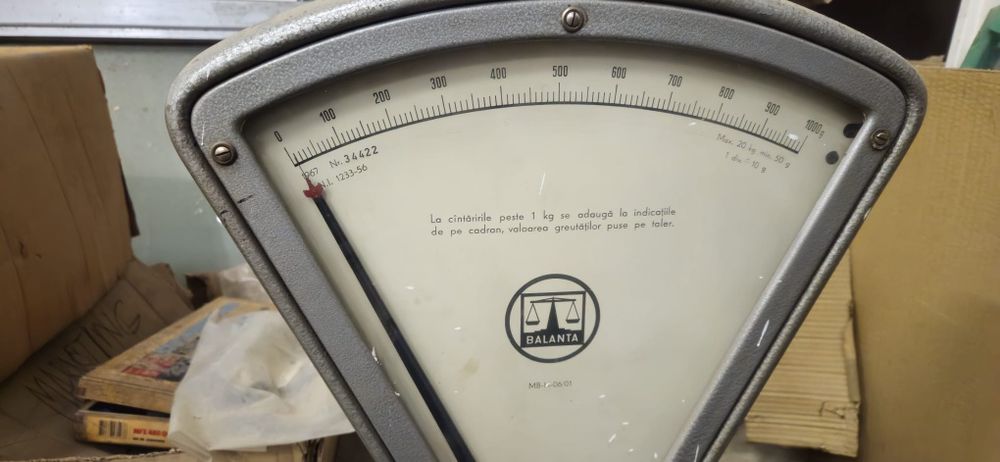 0 100 200 300 400 500 600 700 800 900 1000g
1967 Nr. 34422
N.I. 1233-56
Max. 20 kg min. 50 g
1 div. = 10 g
La cîntăririle peste 1 kg se adaugă la indicațiile
de pe cadran, valoarea greutăților puse pe taler.
BALANTA
MUNSTING